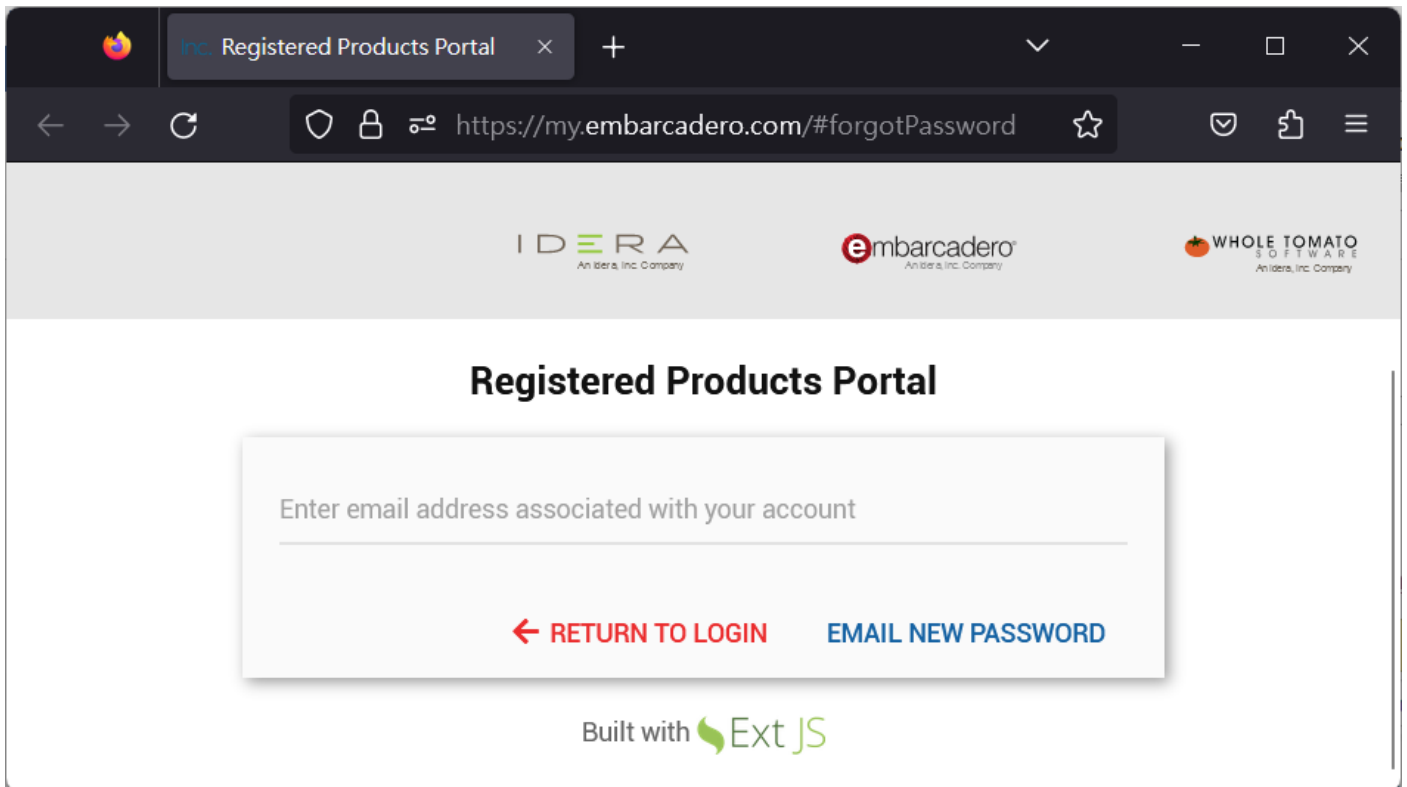 Inc. Registered Products Portal
https://my.embarcadero.com/#forgotPassword
IDERA
An Idera, Inc. Company
embarcadero®
An Idera, Inc. Company
WHOLE TOMATO
SOFTWARE
An Idera, Inc. Company
Registered Products Portal
Enter email address associated with your account
RETURN TO LOGIN EMAIL NEW PASSWORD
Built with Ext JS